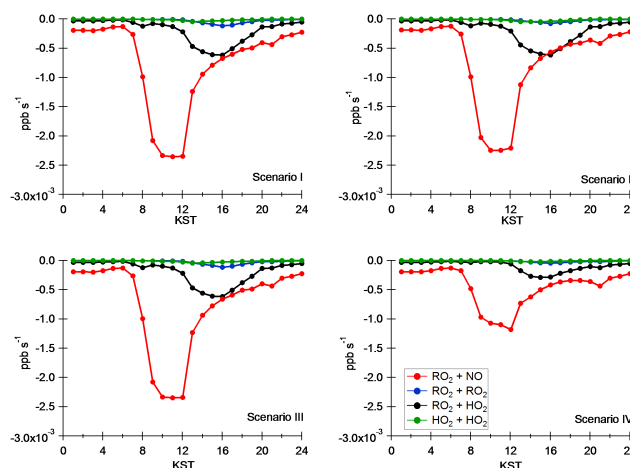 0.0
-0.5
-1.0
-1.5
-2.0
-2.5
-3.0x10⁻³
ppb s⁻¹
Scenario I
0 4 8 12 16 20 24
KST
0.0
-0.5
-1.0
-1.5
-2.0
-2.5
-3.0x10⁻³
ppb s⁻¹
Scenario I
0 4 8 12 16 20 24
KST
0.0
-0.5
-1.0
-1.5
-2.0
-2.5
-3.0x10⁻³
ppb s⁻¹
Scenario III
0 4 8 12 16 20 24
KST
0.0
-0.5
-1.0
-1.5
-2.0
-2.5
-3.0x10⁻³
ppb s⁻¹
RO₂ + NO
RO₂ + RO₂
RO₂ + HO₂
HO₂ + HO₂
Scenario IV
0 4 8 12 16 20 24
KST